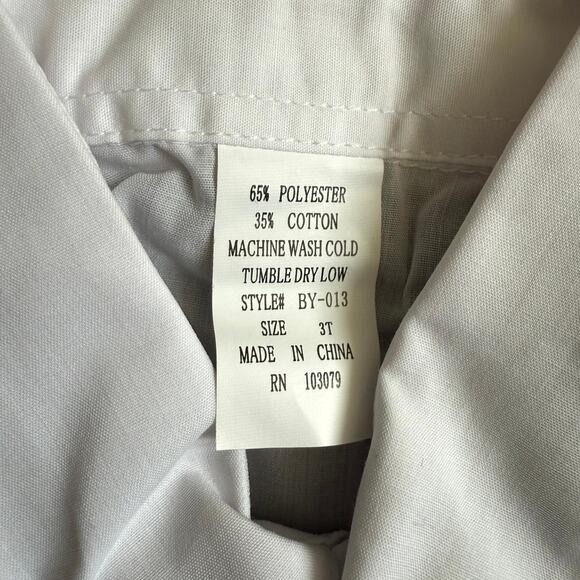 65% POLYESTER
35% COTTON
MACHINE WASH COLD
TUMBLE DRY LOW
STYLE# BY-013
SIZE 3T
MADE IN CHINA
RN 103079